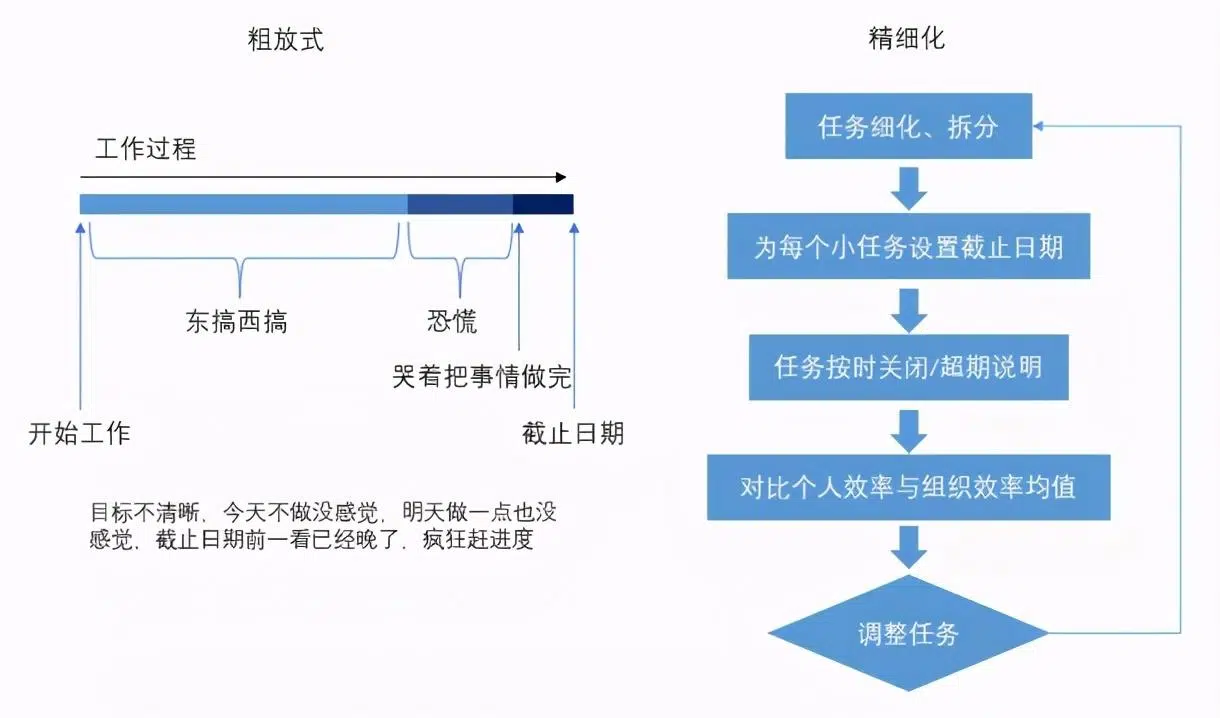 粗放式
工作过程
东搞西搞
恐慌
哭着把事情做完
开始工作
截止日期
目标不清晰，今天不做没感觉，明天做一点也没
感觉，截止日期前一看已经晚了，疯狂赶进度
精细化
任务细化、拆分
为每个小任务设置截止日期
任务按时关闭/超期说明
对比个人效率与组织效率均值
调整任务